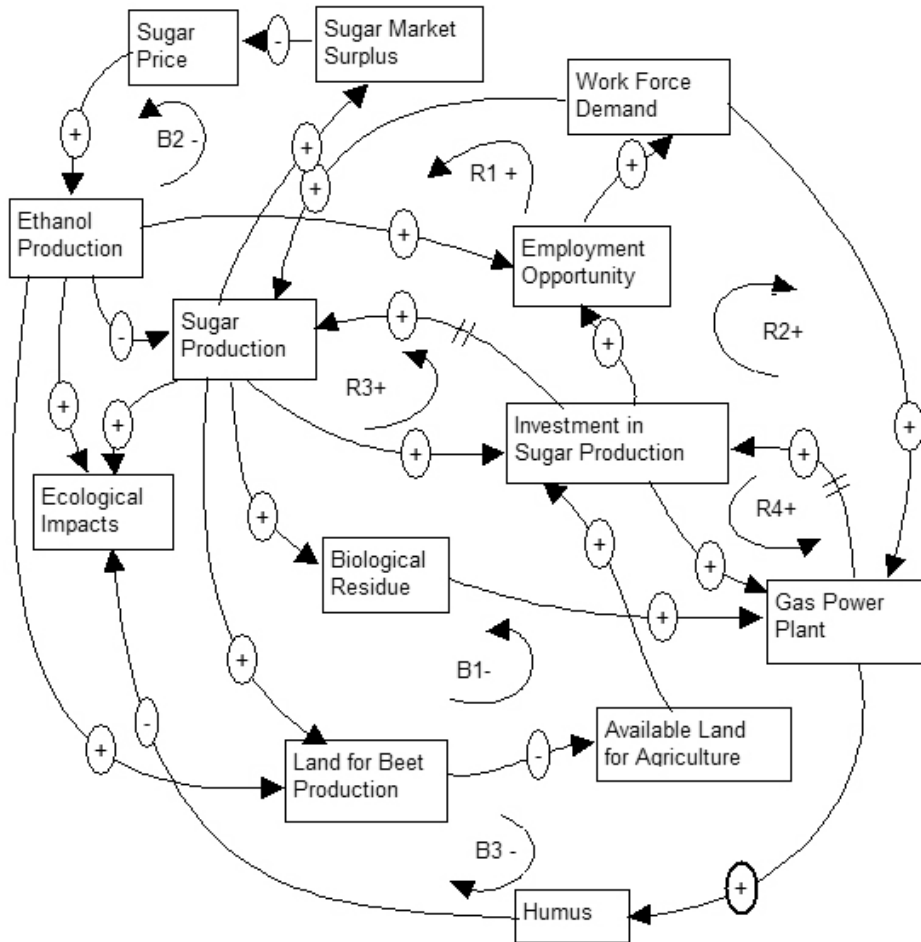 Sugar
Price
-
Sugar Market
Surplus
Work Force
Demand
+
B2 -
+
+
R1 +
+
Ethanol
Production
+
Employment
Opportunity
Sugar
Production
-
+
+
R2+
R3+
+
+
+
Investment in
Sugar Production
+
+
Ecological
Impacts
+
Biological
Residue
+
+
R4+
+
Gas Power
Plant
+
+
B1-
-
+
Land for Beet
Production
-
Available Land
for Agriculture
B3 -
+
Humus